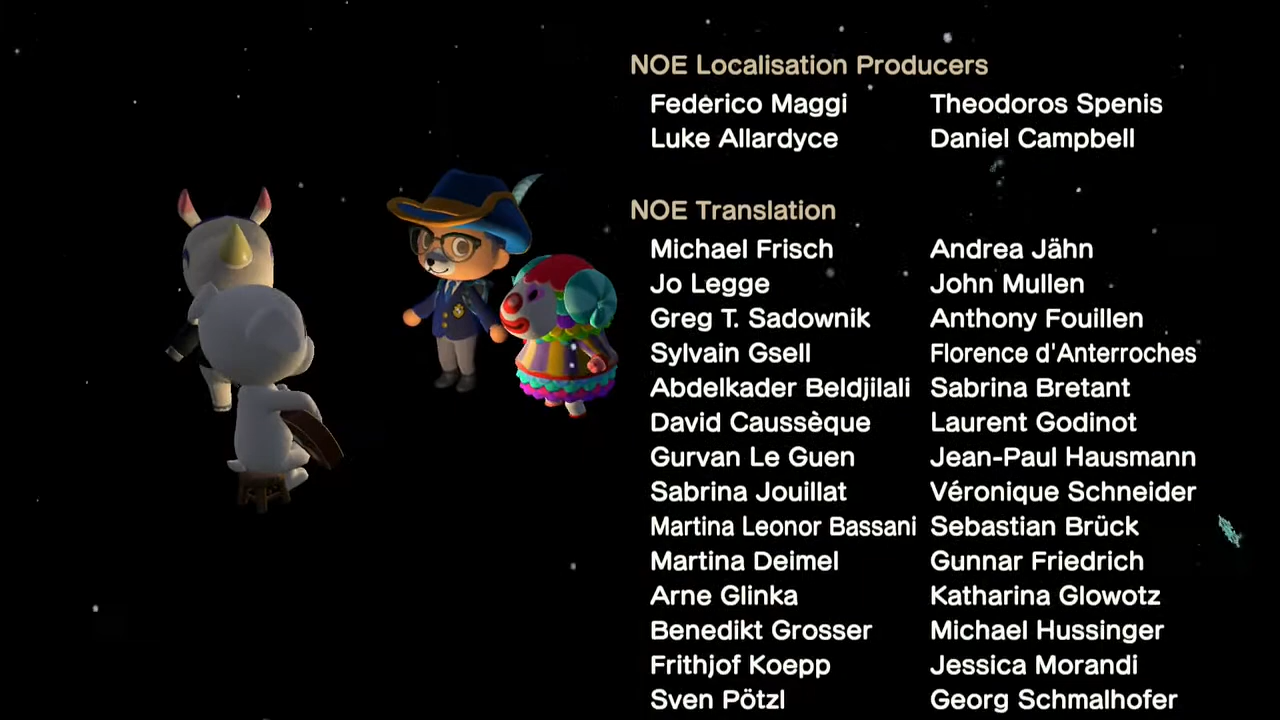 NOE Localisation Producers
Federico Maggi Theodoros Spenis
Luke Allardyce Daniel Campbell
NOE Translation
Michael Frisch Andrea Jähn
Jo Legge John Mullen
Greg T. Sadownik Anthony Fouillen
Sylvain Gsell Florence d'Anterroches
Abdelkader Beldjilali Sabrina Bretant
David Caussèque Laurent Godinot
Gurvan Le Guen Jean-Paul Hausmann
Sabrina Jouillat Véronique Schneider
Martina Leonor Bassani Sebastian Brück
Martina Deimel Gunnar Friedrich
Arne Glinka Katharina Glowotz
Benedikt Grosser Michael Hussinger
Frithjof Koepp Jessica Morandi
Sven Pötzl Georg Schmalhofer